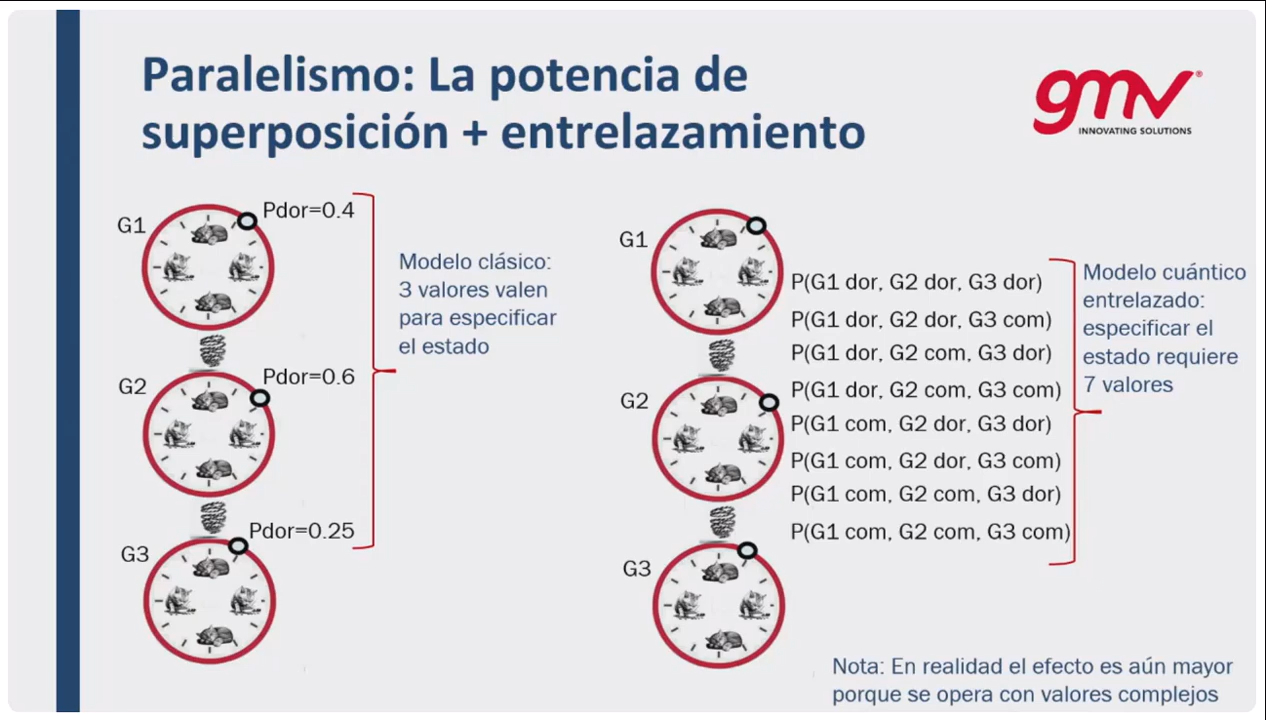 Paralelismo: La potencia de
superposición + entrelazamiento
gmv®
INNOVATING SOLUTIONS
G1
Pdor=0.4
G2
Pdor=0.6
G3
Pdor=0.25
Modelo clásico:
3 valores valen
para especificar
el estado
G1
G2
G3
P(G1 dor, G2 dor, G3 dor)
P(G1 dor, G2 dor, G3 com)
P(G1 dor, G2 com, G3 dor)
P(G1 dor, G2 com, G3 com)
P(G1 com, G2 dor, G3 dor)
P(G1 com, G2 dor, G3 com)
P(G1 com, G2 com, G3 dor)
P(G1 com, G2 com, G3 com)
Modelo cuántico
entrelazado:
especificar el
estado requiere
7 valores
Nota: En realidad el efecto es aún mayor
porque se opera con valores complejos